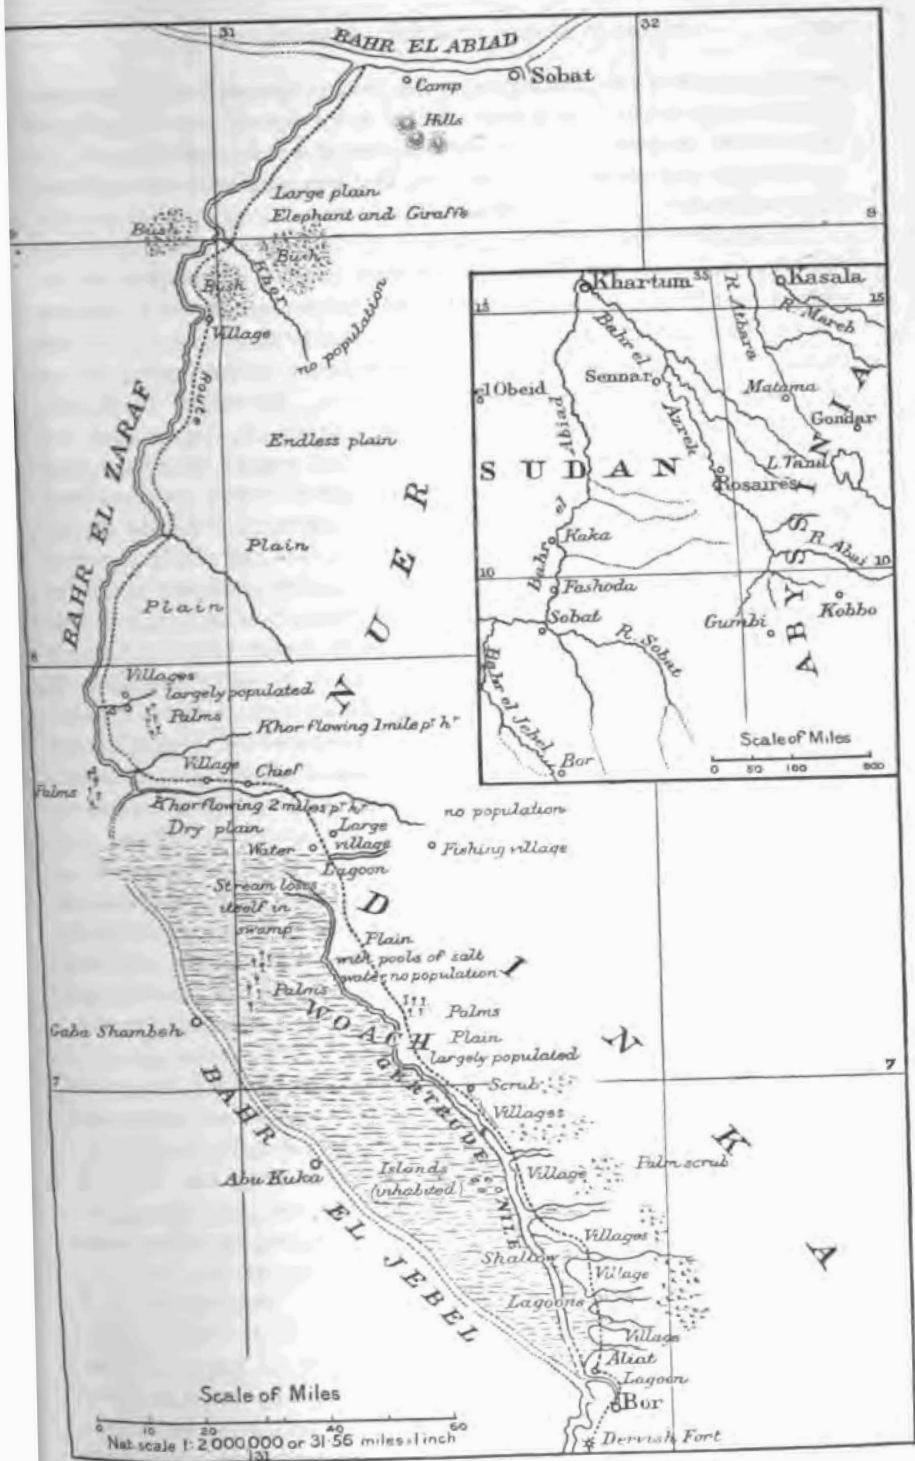 31
32
BAHR EL ABIAD
Sobat
Camp
Hills
Large plain
Elephant and Giraffe
9
Bush
Bush
Bush
Khor
Village
no population
Route
BAHR EL ZARAF
Endless plain
Plain
Plain
NUER
8
Villages
largely populated
Palms
Khor flowing 1 mile pr hr
Palms
Village
Chief
Khor flowing 2 miles pr hr
no population
Dry plain
Water
Large
village
Fishing village
Lagoon
Stream loses
itself in
swamp
DINKA
Plain
with pools of salt
water no population
Palms
Palms
Gaba Shambeh
WOACH
Plain
largely populated
7
7
GERTRUDE NILE
Scrub
Villages
BAHR EL JEBEL
Abu Kuka
Islands
(inhabited)
Village
Palm scrub
Villages
Shallow
Village
Lagoons
Village
Aliat
Lagoon
Bor
Dervish Fort
Scale of Miles
0 10 20 40 60
Nat. scale 1:2,000,000 or 31·56 miles=1 inch
31
Khartum
35
Kasala
15
15
R. Atbara
R. Mareb
Bahr el Azrek
Sennar
el Obeid
Matama
Gondar
Bahr el Abiad
SUDAN
L. Tana
Rosaires
ABYSSINIA
Kaka
R. Abai
10
10
Fashoda
Kobbo
Sobat
Gumbi
R. Sobat
Bahr el Jebel
Bor
Scale of Miles
0 50 100 200